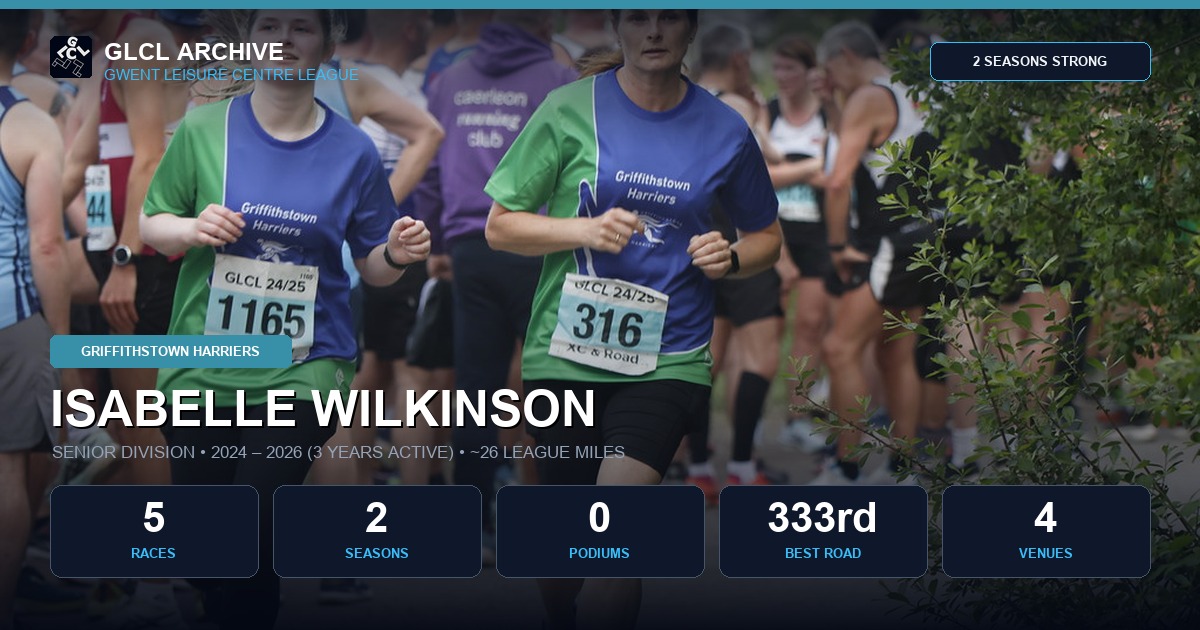 GLCL ARCHIVE
GWENT LEISURE CENTRE LEAGUE
2 SEASONS STRONG
caerleon
running
club
Griffithstown
Harriers
Griffithstown
Harriers
44
GLCL 24/25
1165
GLCL 24/25
316
XC & Road
GRIFFITHSTOWN HARRIERS
ISABELLE WILKINSON
SENIOR DIVISION • 2024 – 2026 (3 YEARS ACTIVE) • ~26 LEAGUE MILES
5
RACES
2
SEASONS
0
PODIUMS
333rd
BEST ROAD
4
VENUES